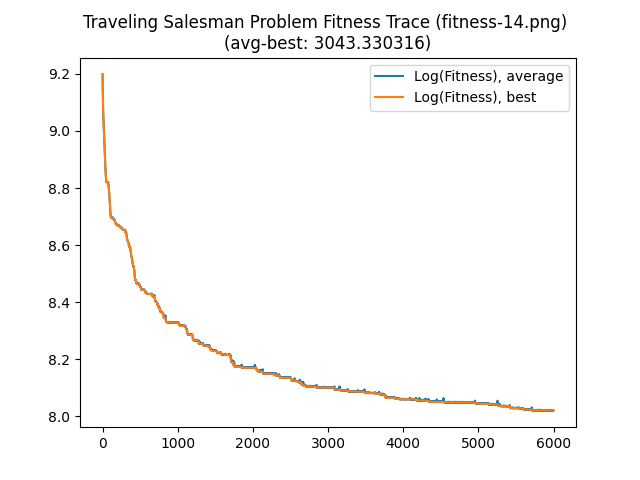 Traveling Salesman Problem Fitness Trace (fitness-14.png)
(avg-best: 3043.330316)
Log(Fitness), average
Log(Fitness), best
9.2
9.0
8.8
8.6
8.4
8.2
8.0
0 1000 2000 3000 4000 5000 6000